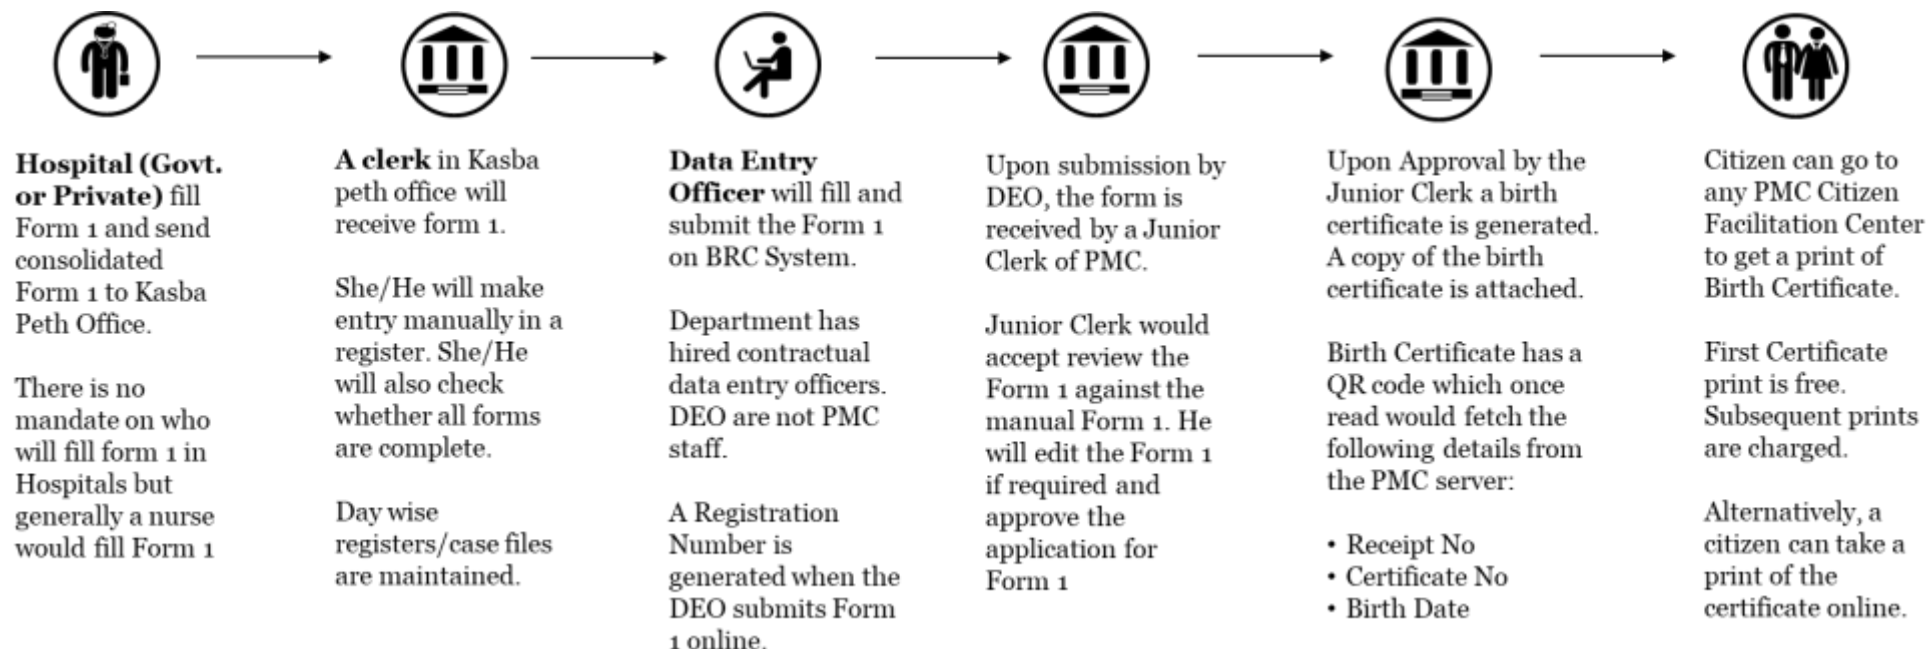 Hospital (Govt.
or Private) fill
Form 1 and send
consolidated
Form 1 to Kasba
Peth Office.
There is no
mandate on who
will fill form 1 in
Hospitals but
generally a nurse
would fill Form 1
A clerk in Kasba
peth office will
receive form 1.
She/He will make
entry manually in a
register. She/He
will also check
whether all forms
are complete.
Day wise
registers/case files
are maintained.
Data Entry
Officer will fill and
submit the Form 1
on BRC System.
Department has
hired contractual
data entry officers.
DEO are not PMC
staff.
A Registration
Number is
generated when the
DEO submits Form
1 online.
Upon submission by
DEO, the form is
received by a Junior
Clerk of PMC.
Junior Clerk would
accept review the
Form 1 against the
manual Form 1. He
will edit the Form 1
if required and
approve the
application for
Form 1
Upon Approval by the
Junior Clerk a birth
certificate is generated.
A copy of the birth
certificate is attached.
Birth Certificate has a
QR code which once
read would fetch the
following details from
the PMC server:
• Receipt No
• Certificate No
• Birth Date
Citizen can go to
any PMC Citizen
Facilitation Center
to get a print of
Birth Certificate.
First Certificate
print is free.
Subsequent prints
are charged.
Alternatively, a
citizen can take a
print of the
certificate online.